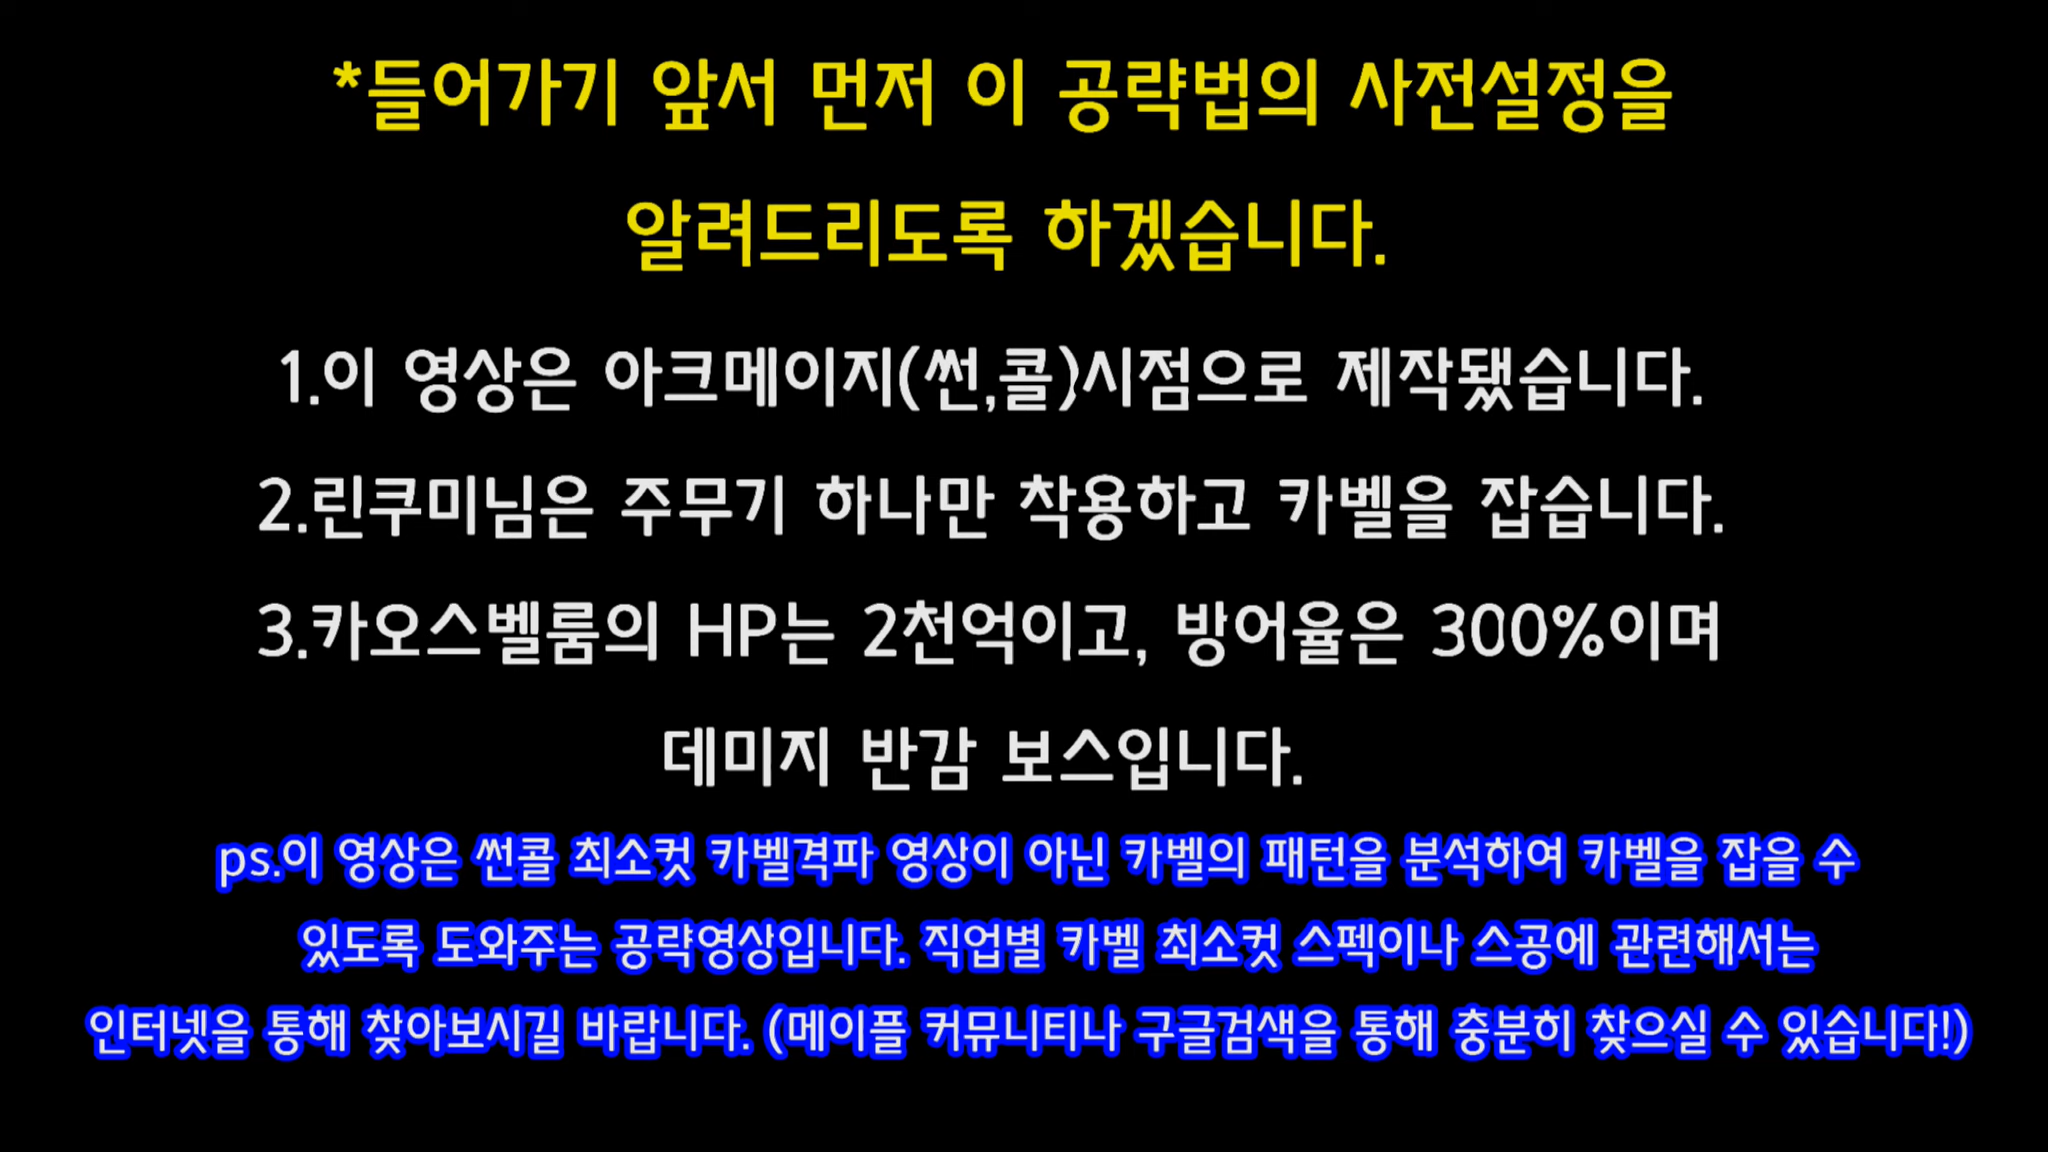 *들어가기 앞서 먼저 이 공략법의 사전설정을
알려드리도록 하겠습니다.
1.이 영상은 아크메이지(썬,콜)시점으로 제작됐습니다.
2.린쿠미님은 주무기 하나만 착용하고 카벨을 잡습니다.
3.카오스벨룸의 HP는 2천억이고, 방어율은 300%이며
데미지 반감 보스입니다.
ps.이 영상은 썬콜 최소컷 카벨격파 영상이 아닌 카벨의 패턴을 분석하여 카벨을 잡을 수
있도록 도와주는 공략영상입니다. 직업별 카벨 최소컷 스펙이나 스공에 관련해서는
인터넷을 통해 찾아보시길 바랍니다. (메이플 커뮤니티나 구글검색을 통해 충분히 찾으실 수 있습니다!)